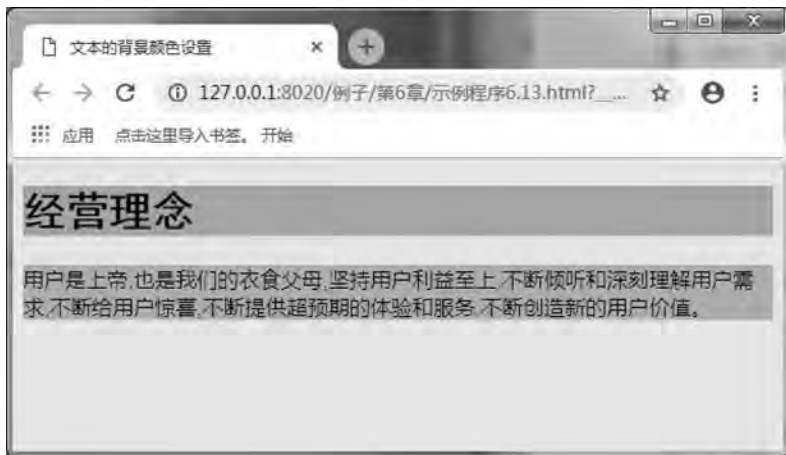 文本的背景颜色设置
127.0.0.1:8020/例子/第6章/示例程序6.13.html?__...
应用 点击这里导入书签。 开始
经营理念
用户是上帝,也是我们的衣食父母,坚持用户利益至上,不断倾听和深刻理解用户需
求,不断给用户惊喜,不断提供超预期的体验和服务,不断创造新的用户价值。